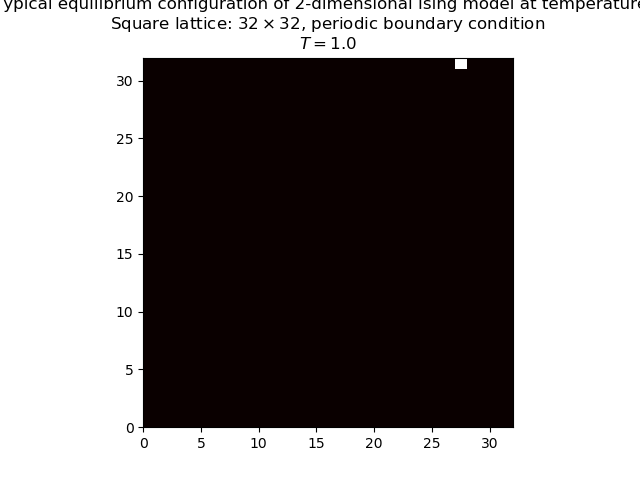 ypical equilibrium configuration of 2-dimensional Ising model at temperature
Square lattice: 32 × 32, periodic boundary condition
T = 1.0
30
25
20
15
10
5
0
0 5 10 15 20 25 30